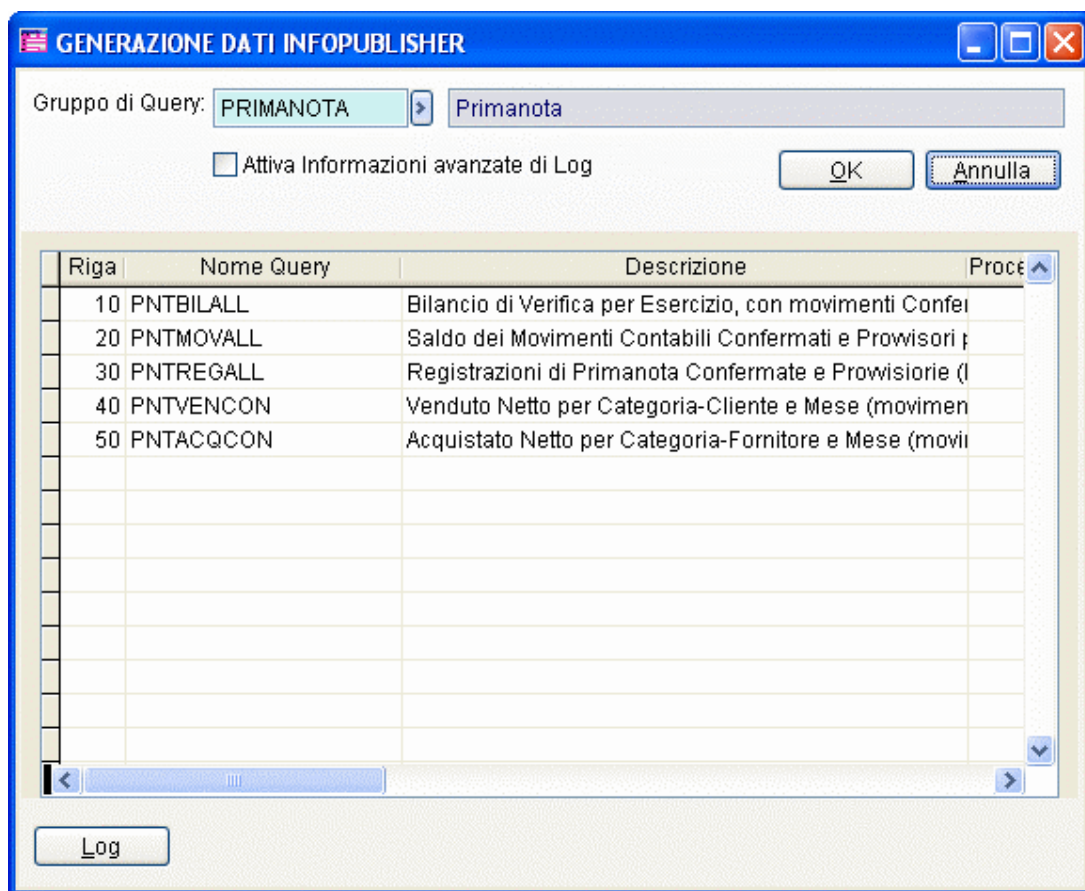 GENERAZIONE DATI INFOPUBLISHER
Gruppo di Query: PRIMANOTA Primanota
Attiva Informazioni avanzate di Log OK Annulla
Riga Nome Query Descrizione Proce
10 PNTBILALL Bilancio di Verifica per Esercizio, con movimenti Confer
20 PNTMOVALL Saldo dei Movimenti Contabili Confermati e Provvisori p
30 PNTREGALL Registrazioni di Primanota Confermate e Provvisiorie (I
40 PNTVENCON Venduto Netto per Categoria-Cliente e Mese (movimen
50 PNTACQCON Acquistato Netto per Categoria-Fornitore e Mese (movi
Log